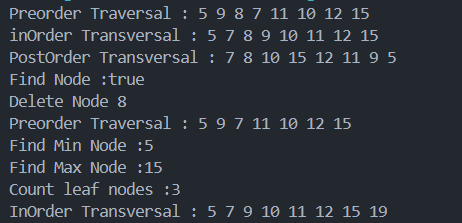 Preorder Traversal : 5 9 8 7 11 10 12 15
inOrder Transversal : 5 7 8 9 10 11 12 15
PostOrder Transversal : 7 8 10 15 12 11 9 5
Find Node :true
Delete Node 8
Preorder Traversal : 5 9 7 11 10 12 15
Find Min Node :5
Find Max Node :15
Count leaf nodes :3
InOrder Transversal : 5 7 9 10 11 12 15 19